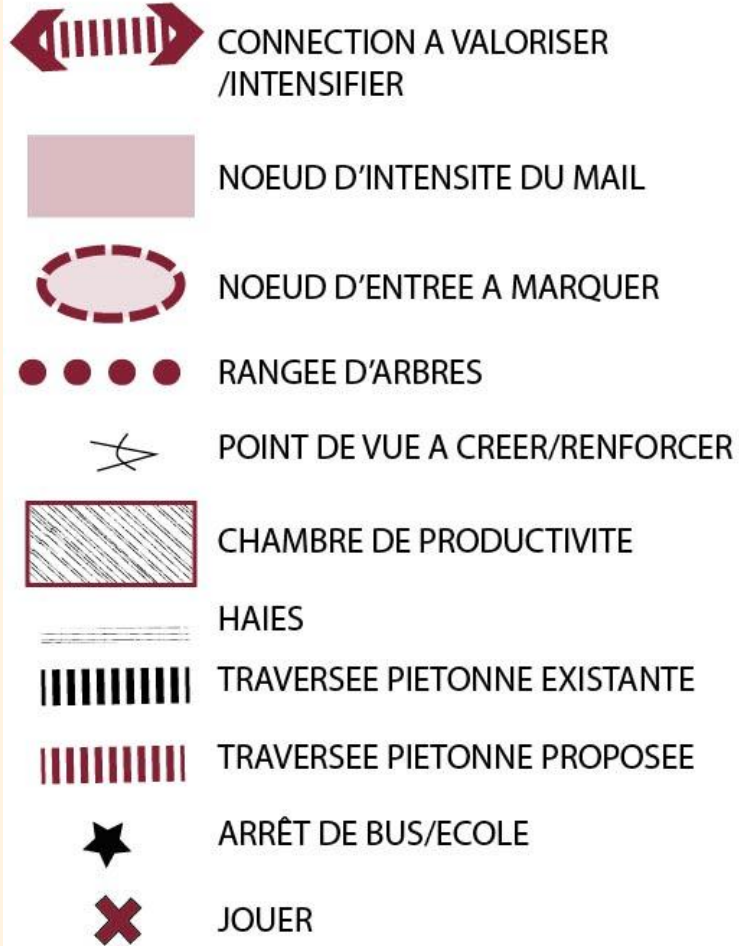 CONNECTION A VALORISER
/INTENSIFIER
NOEUD D'INTENSITE DU MAIL
NOEUD D'ENTREE A MARQUER
RANGEE D'ARBRES
POINT DE VUE A CREER/RENFORCER
CHAMBRE DE PRODUCTIVITE
HAIES
TRAVERSEE PIETONNE EXISTANTE
TRAVERSEE PIETONNE PROPOSEE
ARRÊT DE BUS/ECOLE
JOUER